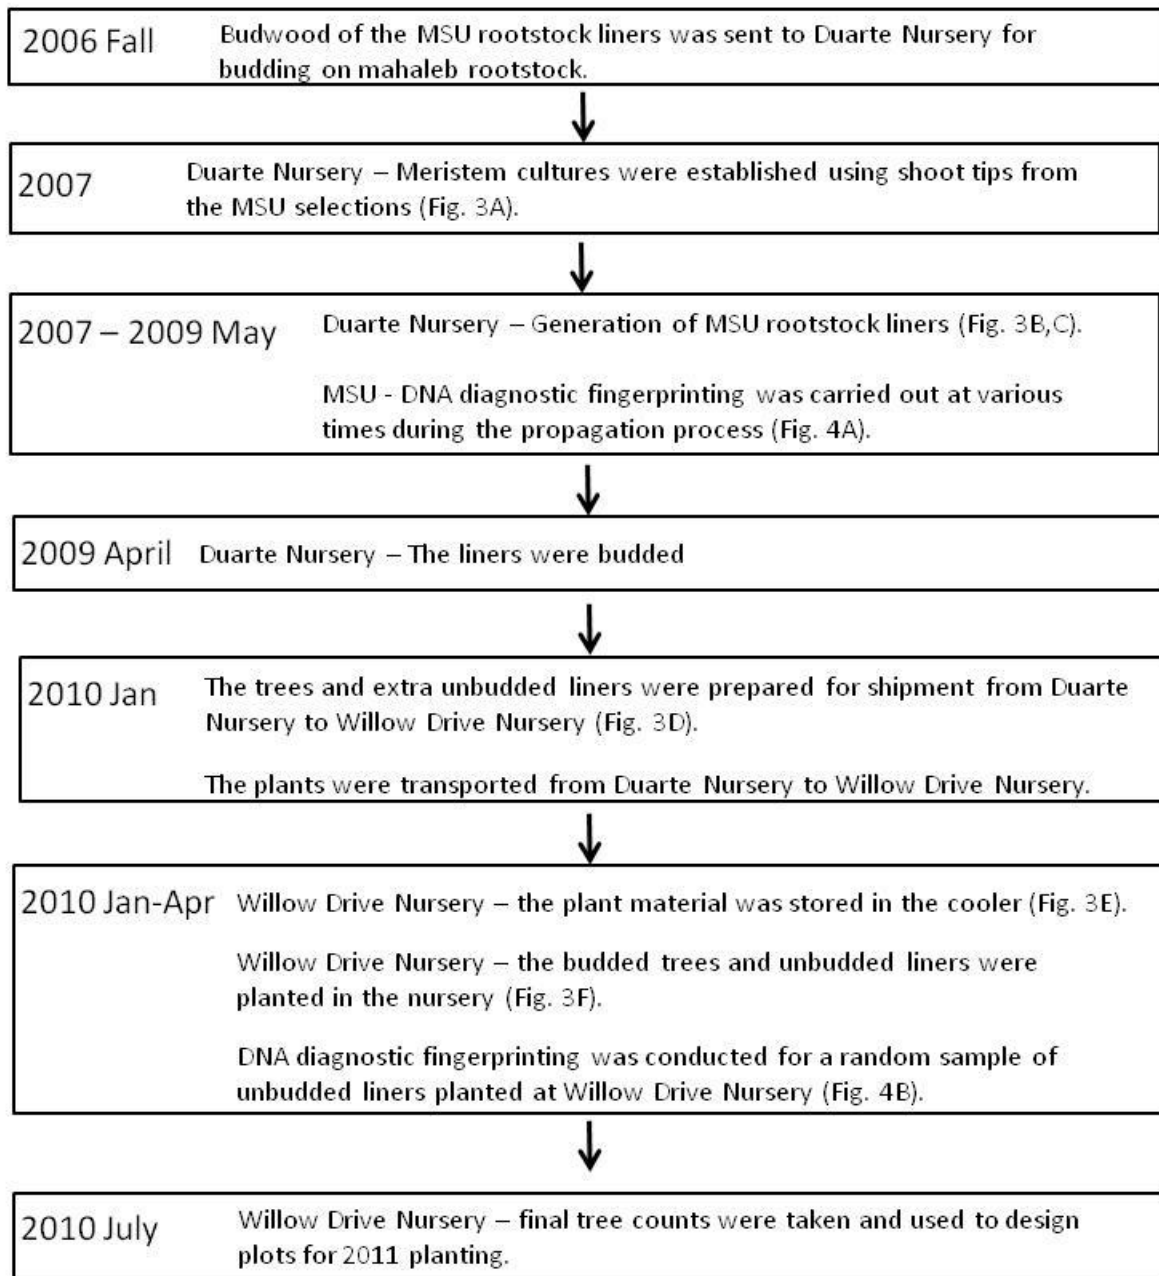 2006 Fall
Budwood of the MSU rootstock liners was sent to Duarte Nursery for
budding on mahaleb rootstock.
2007
Duarte Nursery – Meristem cultures were established using shoot tips from
the MSU selections (Fig. 3A).
2007 – 2009 May
Duarte Nursery – Generation of MSU rootstock liners (Fig. 3B,C).
MSU - DNA diagnostic fingerprinting was carried out at various
times during the propagation process (Fig. 4A).
2009 April
Duarte Nursery – The liners were budded
2010 Jan
The trees and extra unbudded liners were prepared for shipment from Duarte
Nursery to Willow Drive Nursery (Fig. 3D).
The plants were transported from Duarte Nursery to Willow Drive Nursery.
2010 Jan-Apr
Willow Drive Nursery – the plant material was stored in the cooler (Fig. 3E).
Willow Drive Nursery – the budded trees and unbudded liners were
planted in the nursery (Fig. 3F).
DNA diagnostic fingerprinting was conducted for a random sample of
unbudded liners planted at Willow Drive Nursery (Fig. 4B).
2010 July
Willow Drive Nursery – final tree counts were taken and used to design
plots for 2011 planting.